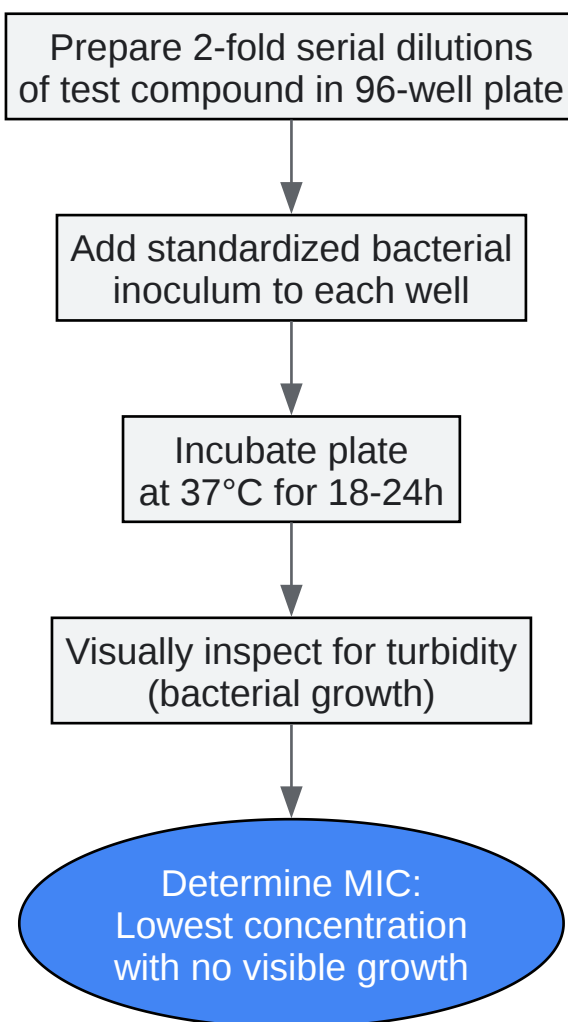 Prepare 2-fold serial dilutions
of test compound in 96-well plate
Add standardized bacterial
inoculum to each well
Incubate plate
at 37°C for 18-24h
Visually inspect for turbidity
(bacterial growth)
Determine MIC:
Lowest concentration
with no visible growth